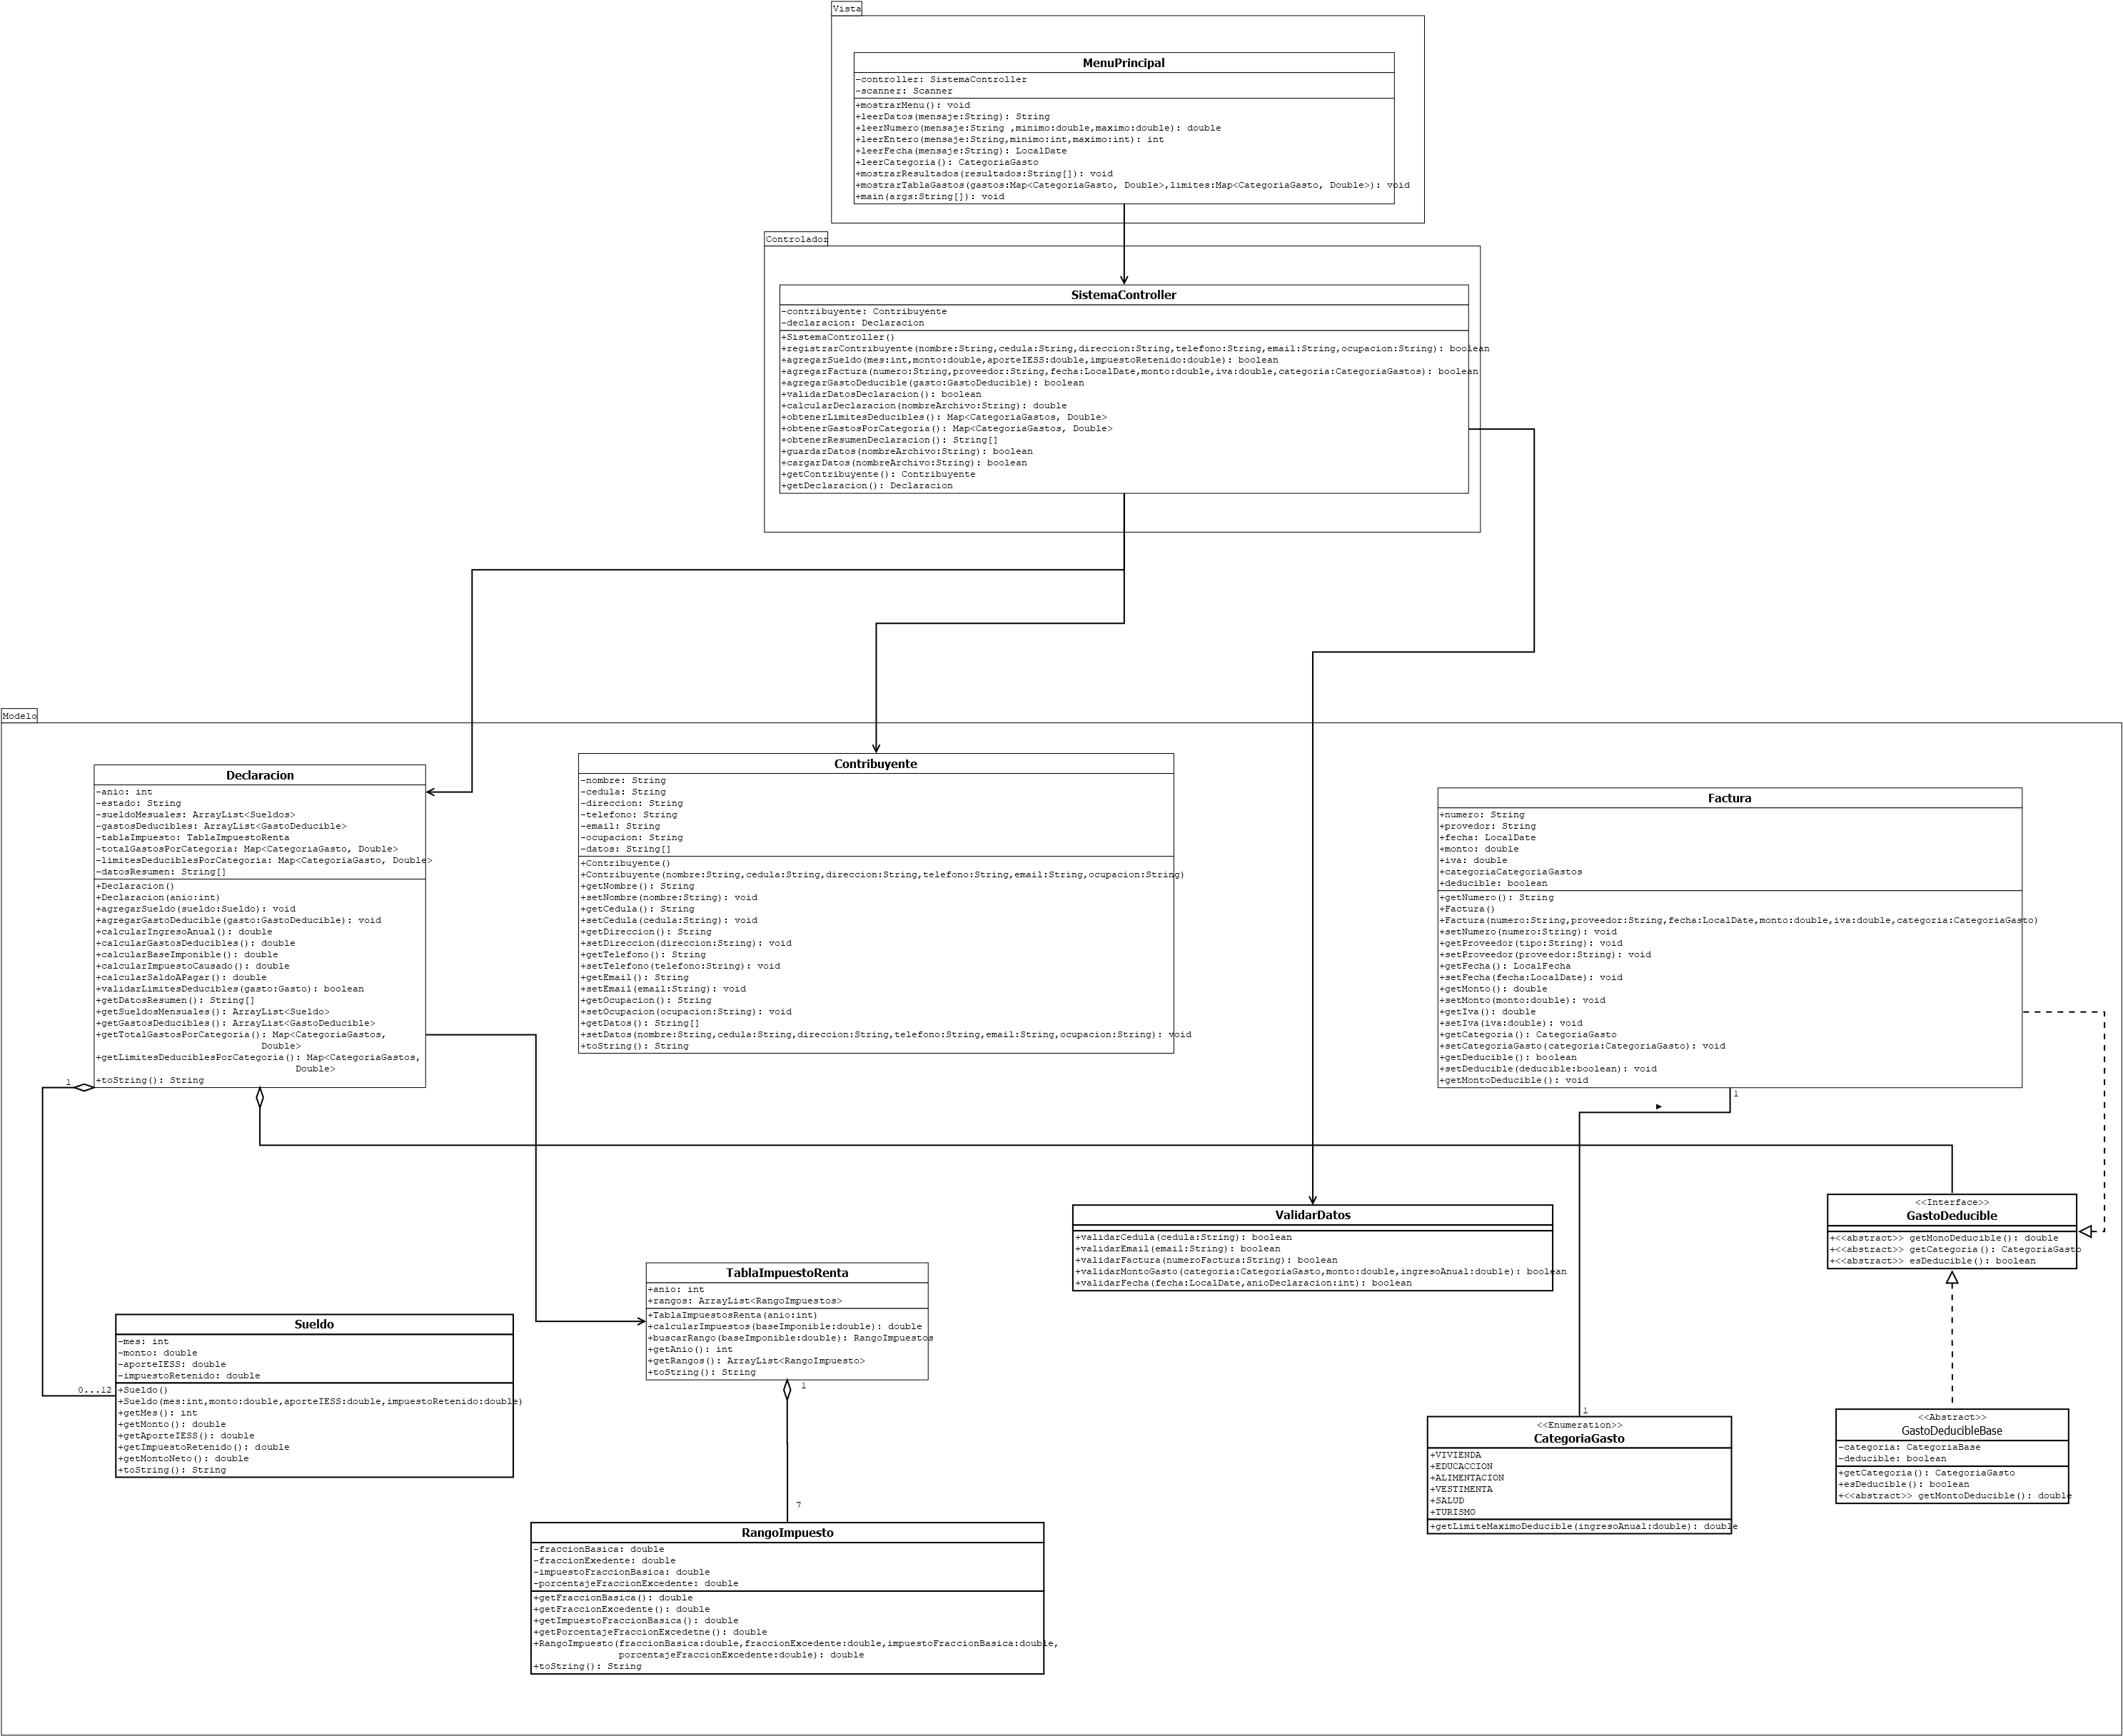 Vista
MenuPrincipal
-controller: SistemaController
-scanner: Scanner
+mostrarMenu(): void
+leerDatos(mensaje:String): String
+leerNumero(mensaje:String ,minimo:double,maximo:double): double
+leerEntero(mensaje:String,minimo:int,maximo:int): int
+leerFecha(mensaje:String): LocalDate
+leerCategoria(): CategoriaGasto
+mostrarResultados(resultados:String[]): void
+mostrarTablaGastos(gastos:Map<CategoriaGasto, Double>,limites:Map<CategoriaGasto, Double>): void
+main(args:String[]): void
Controlador
SistemaController
-contribuyente: Contribuyente
-declaracion: Declaracion
+SistemaController()
+registrarContribuyente(nombre:String,cedula:String,direccion:String,telefono:String,email:String,ocupacion:String): boolean
+agregarSueldo(mes:int,monto:double,aporteIESS:double,impuestoRetenido:double): boolean
+agregarFactura(numero:String,proveedor:String,fecha:LocalDate,monto:double,iva:double,categoria:CategoriaGastos): boolean
+agregarGastoDeducible(gasto:GastoDeducible): boolean
+validarDatosDeclaracion(): boolean
+calcularDeclaracion(nombreArchivo:String): double
+obtenerLimitesDeducibles(): Map<CategoriaGastos, Double>
+obtenerGastosPorCategoria(): Map<CategoriaGastos, Double>
+obtenerResumenDeclaracion(): String[]
+guardarDatos(nombreArchivo:String): boolean
+cargarDatos(nombreArchivo:String): boolean
+getContribuyente(): Contribuyente
+getDeclaracion(): Declaracion
Modelo
Declaracion
-anio: int
-estado: String
-sueldoMesuales: ArrayList<Sueldos>
-gastosDeducibles: ArrayList<GastoDeducible>
-tablaImpuesto: TablaImpuestoRenta
-totalGastosPorCategoria: Map<CategoriaGasto, Double>
-limitesDeduciblesPorCategoria: Map<CategoriaGasto, Double>
-datosResumen: String[]
+Declaracion()
+Declaracion(anio:int)
+agregarSueldo(sueldo:Sueldo): void
+agregarGastoDeducible(gasto:GastoDeducible): void
+calcularIngresoAnual(): double
+calcularGastosDeducibles(): double
+calcularBaseImponible(): double
+calcularImpuestoCausado(): double
+calcularSaldoAPagar(): double
+validarLimitesDeducibles(gasto:Gasto): boolean
+getDatosResumen(): String[]
+getSueldosMensuales(): ArrayList<Sueldo>
+getGastosDeducibles(): ArrayList<GastoDeducible>
+getTotalGastosPorCategoria(): Map<CategoriaGastos,
Double>
+getLimitesDeduciblesPorCategoria(): Map<CategoriaGastos,
Double>
+toString(): String
1
Contribuyente
-nombre: String
-cedula: String
-direccion: String
-telefono: String
-email: String
-ocupacion: String
-datos: String[]
+Contribuyente()
+Contribuyente(nombre:String,cedula:String,direccion:String,telefono:String,email:String,ocupacion:String)
+getNombre(): String
+setNombre(nombre:String): void
+getCedula(): String
+setCedula(cedula:String): void
+getDireccion(): String
+setDireccion(direccion:String): void
+getTelefono(): String
+setTelefono(telefono:String): void
+getEmail(): String
+setEmail(email:String): void
+getOcupacion(): String
+setOcupacion(ocupacion:String): void
+getDatos(): String[]
+setDatos(nombre:String,cedula:String,direccion:String,telefono:String,email:String,ocupacion:String): void
+toString(): String
Factura
+numero: String
+provedor: String
+fecha: LocalDate
+monto: double
+iva: double
+categoriaCategoriaGastos
+deducible: boolean
+getNumero(): String
+Factura()
+Factura(numero:String,proveedor:String,fecha:LocalDate,monto:double,iva:double,categoria:CategoriaGasto)
+setNumero(numero:String): void
+getProveedor(tipo:String): void
+setProveedor(proveedor:String): void
+getFecha(): LocalFecha
+setFecha(fecha:LocalDate): void
+getMonto(): double
+setMonto(monto:double): void
+getIva(): double
+setIva(iva:double): void
+getCategoria(): CategoriaGasto
+setCategoriaGasto(categoria:CategoriaGasto): void
+getDeducible(): boolean
+setDeducible(deducible:boolean): void
+getMontoDeducible(): void
1
ValidarDatos
+validarCedula(cedula:String): boolean
+validarEmail(email:String): boolean
+validarFactura(numeroFactura:String): boolean
+validarMontoGasto(categoria:CategoriaGasto,monto:double,ingresoAnual:double): boolean
+validarFecha(fecha:LocalDate,anioDeclaracion:int): boolean
<<Interface>>
GastoDeducible
+<<abstract>> getMonoDeducible(): double
+<<abstract>> getCategoria(): CategoriaGasto
+<<abstract>> esDeducible(): boolean
TablaImpuestoRenta
+anio: int
+rangos: ArrayList<RangoImpuestos>
+TablaImpuestosRenta(anio:int)
+calcularImpuestos(baseImponible:double): double
+buscarRango(baseImponible:double): RangoImpuestos
+getAnio(): int
+getRangos(): ArrayList<RangoImpuesto>
+toString(): String
1
Sueldo
-mes: int
-monto: double
-aporteIESS: double
-impuestoRetenido: double
0...12
+Sueldo()
+Sueldo(mes:int,monto:double,aporteIESS:double,impuestoRetenido:double)
+getMes(): int
+getMonto(): double
+getAporteIESS(): double
+getImpuestoRetenido(): double
+getMontoNeto(): double
+toString(): String
1
<<Enumeration>>
CategoriaGasto
+VIVIENDA
+EDUCACCION
+ALIMENTACION
+VESTIMENTA
+SALUD
+TURISMO
+getLimiteMaximoDeducible(ingresoAnual:double): double
<<Abstract>>
GastoDeducibleBase
-categoria: CategoriaBase
-deducible: boolean
+getCategoria(): CategoriaGasto
+esDeducible(): boolean
+<<abstract>> getMontoDeducible(): double
7
RangoImpuesto
-fraccionBasica: double
-fraccionExedente: double
-impuestoFraccionBasica: double
-porcentajeFraccionExcedente: double
+getFraccionBasica(): double
+getFraccionExcedente(): double
+getImpuestoFraccionBasica(): double
+getPorcentajeFraccionExcedetne(): double
+RangoImpuesto(fraccionBasica:double,fraccionExcedente:double,impuestoFraccionBasica:double,
porcentajeFraccionExcedente:double): double
+toString(): String